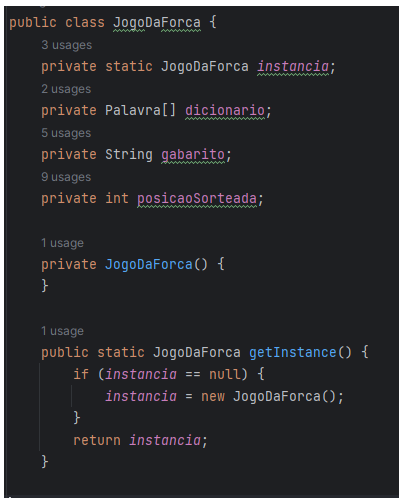 public class JogoDaForca {
3 usages
private static JogoDaForca instancia;
2 usages
private Palavra[] dicionario;
5 usages
private String gabarito;
9 usages
private int posicaoSorteada;
1 usage
private JogoDaForca() {
}
1 usage
public static JogoDaForca getInstance() {
if (instancia == null) {
instancia = new JogoDaForca();
}
return instancia;
}